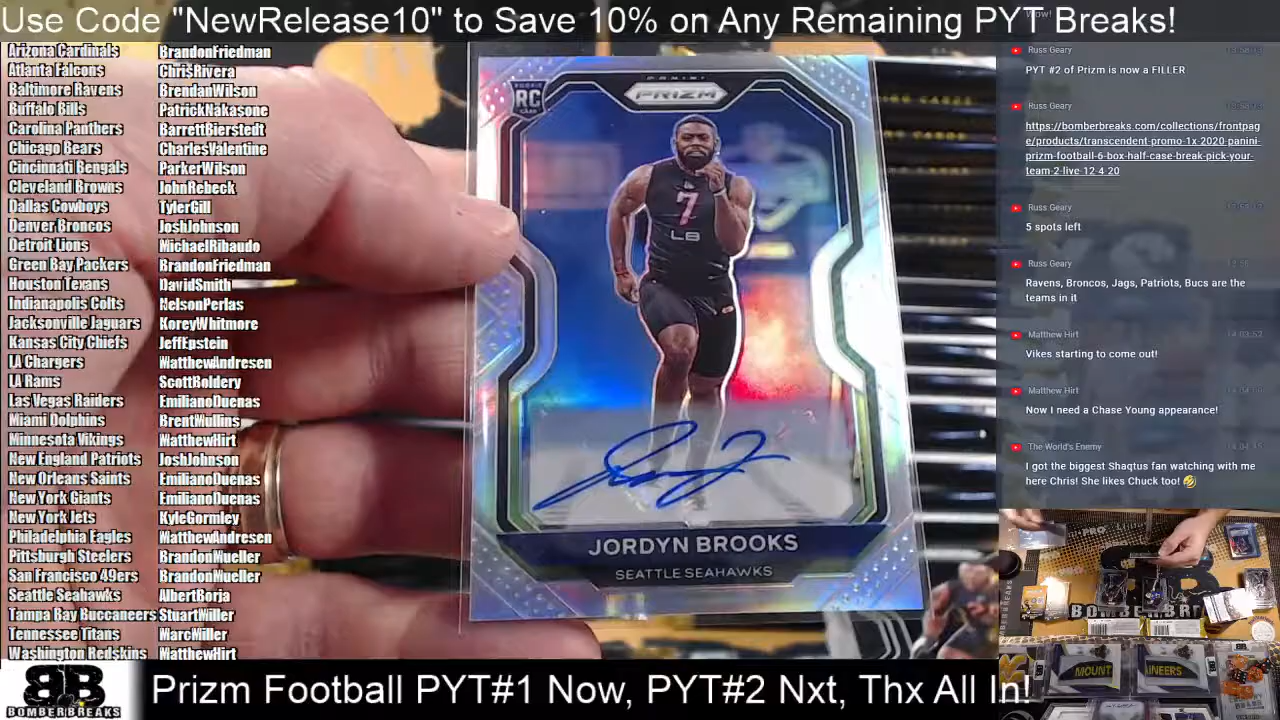 Use Code "NewRelease10" to Save 10% on Any Remaining PYT Breaks!
Arizona Cardinals BrandonFriedman
Atlanta Falcons ChrisRivera
Baltimore Ravens BrendanWilson
Buffalo Bills PatrickNakasone
Carolina Panthers BarrettBierstedt
Chicago Bears CharlesValentine
Cincinnati Bengals ParkerWilson
Cleveland Browns JohnRebeck
Dallas Cowboys TylerGill
Denver Broncos JoshJohnson
Detroit Lions MichaelRibaudo
Green Bay Packers BrandonFriedman
Houston Texans DavidSmith
Indianapolis Colts NelsonPerlas
Jacksonville Jaguars KoreyWhitmore
Kansas City Chiefs JeffEpstein
LA Chargers MatthewAndresen
LA Rams ScottBoldery
Las Vegas Raiders EmilianoDuenas
Miami Dolphins BrentMullins
Minnesota Vikings MatthewHirt
New England Patriots JoshJohnson
New Orleans Saints EmilianoDuenas
New York Giants EmilianoDuenas
New York Jets KyleGormley
Philadelphia Eagles MatthewAndresen
Pittsburgh Steelers BrandonMueller
San Francisco 49ers BrandonMueller
Seattle Seahawks AlbertBorja
Tampa Bay Buccaneers StuartMiller
Tennessee Titans MarcMiller
Washington Redskins MatthewHirt
PANINI
PRIZM
RC
7
LB
JORDYN BROOKS
SEATTLE SEAHAWKS
Wow!
Russ Geary
PYT #2 of Prizm is now a FILLER
Russ Geary
https://bomberbreaks.com/collections/frontpag
e/products/transcendent-promo-1x-2020-panini-
prizm-football-6-box-half-case-break-pick-your-
team-2-live-12-4-20
Russ Geary
5 spots left
Russ Geary
Ravens, Broncos, Jags, Patriots, Bucs are the
teams in it
Matthew Hirt
Vikes starting to come out!
Matthew Hirt
Now I need a Chase Young appearance!
The World's Enemy
I got the biggest Shaqtus fan watching with me
here Chris! She likes Chuck too! 🤣
MOUNT
AINEERS
BB
BOMBERBREAKS
Prizm Football PYT#1 Now, PYT#2 Nxt, Thx All In!